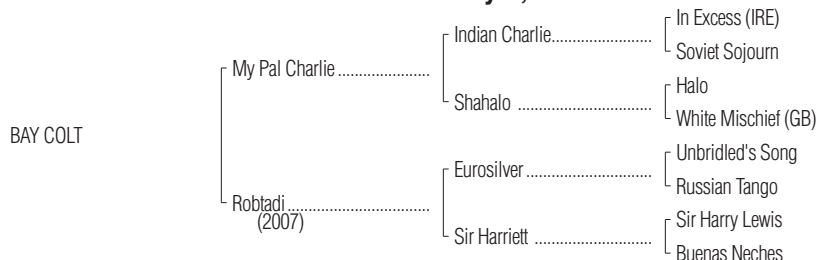 In Excess (IRE)
Indian Charlie........................
Soviet Sojourn
My Pal Charlie ......................
Halo
Shahalo ................................
White Mischief (GB)
BAY COLT
Unbridled's Song
Eurosilver..............................
Russian Tango
Robtadi.................................
(2007)
Sir Harry Lewis
Sir Harriett ............................
Buenas Neches